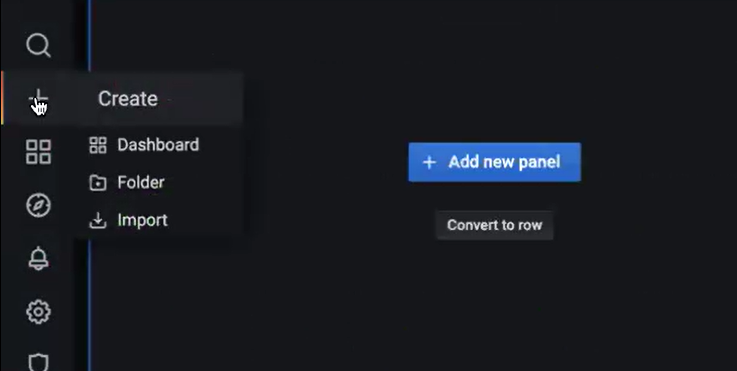 Create
Dashboard
Folder
Import
+ Add new panel
Convert to row